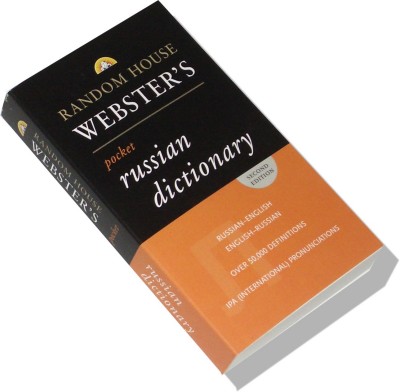 RANDOM HOUSE
WEBSTER'S
pocket
russian
dictionary
SECOND
EDITION
RUSSIAN–ENGLISH
ENGLISH–RUSSIAN
OVER 50,000 DEFINITIONS
IPA (INTERNATIONAL) PRONUNCIATIONS
RANDOM HOUSE
WEBSTER'S
pocket
russian
dictionary